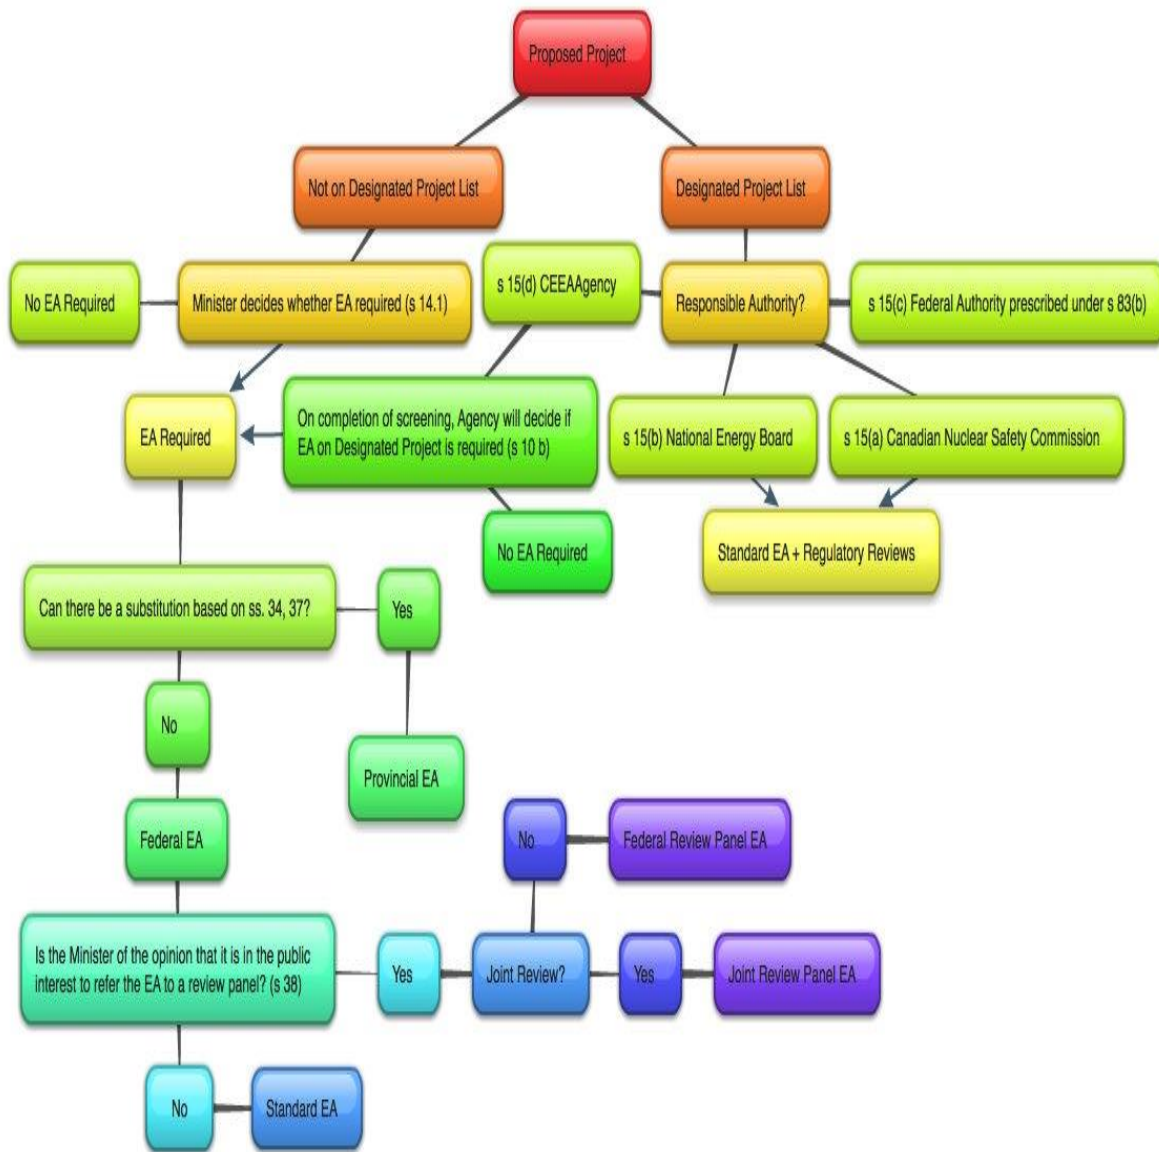 Proposed Project
Not on Designated Project List
Designated Project List
No EA Required
Minister decides whether EA required (s 14.1)
s 15(d) CEEAAgency
Responsible Authority?
s 15(c) Federal Authority prescribed under s 83(b)
EA Required
On completion of screening, Agency will decide if
EA on Designated Project is required (s 10 b)
s 15(b) National Energy Board
s 15(a) Canadian Nuclear Safety Commission
No EA Required
Standard EA + Regulatory Reviews
Can there be a substitution based on ss. 34, 37?
Yes
No
Provincial EA
Federal EA
No
Federal Review Panel EA
Is the Minister of the opinion that it is in the public
interest to refer the EA to a review panel? (s 38)
Yes
Joint Review?
Yes
Joint Review Panel EA
No
Standard EA